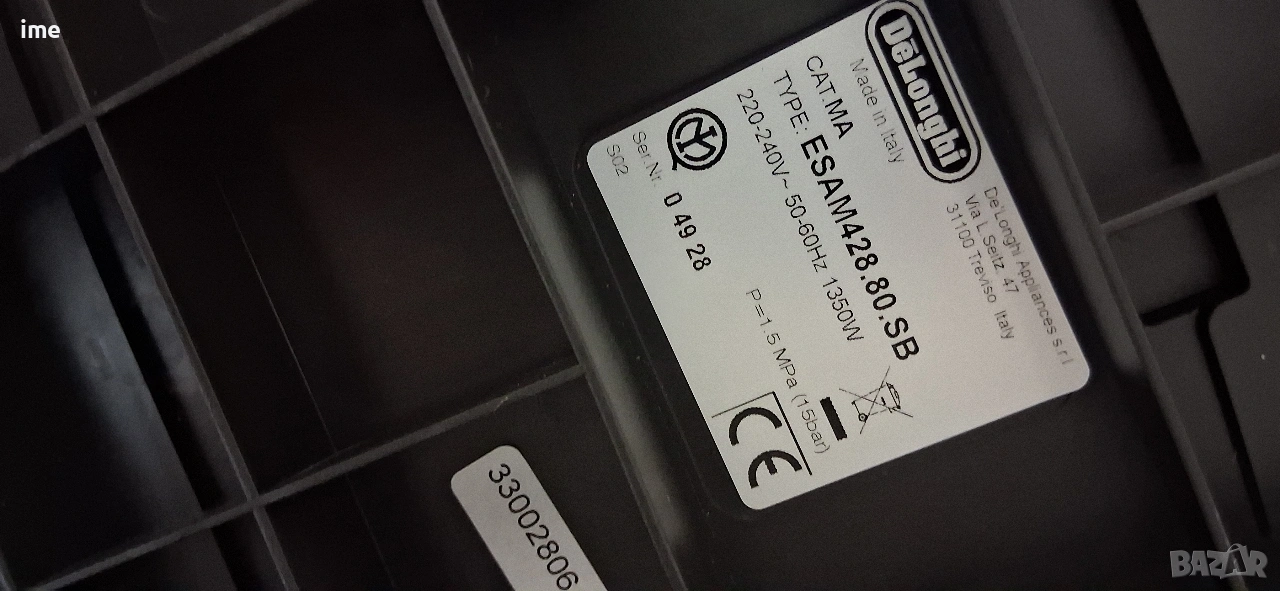 ime
DēLonghi
De'Longhi Appliances s.r.l
Via L.Seitz 47
31100 Treviso Italy
Made in Italy
CAT.MA
TYPE: ESAM428.80.SB
220-240V~ 50-60Hz 1350W
P=1.5 MPa (15bar)
Ser.Nr. 0 49 28
S02
CE
33002806
BAZAR